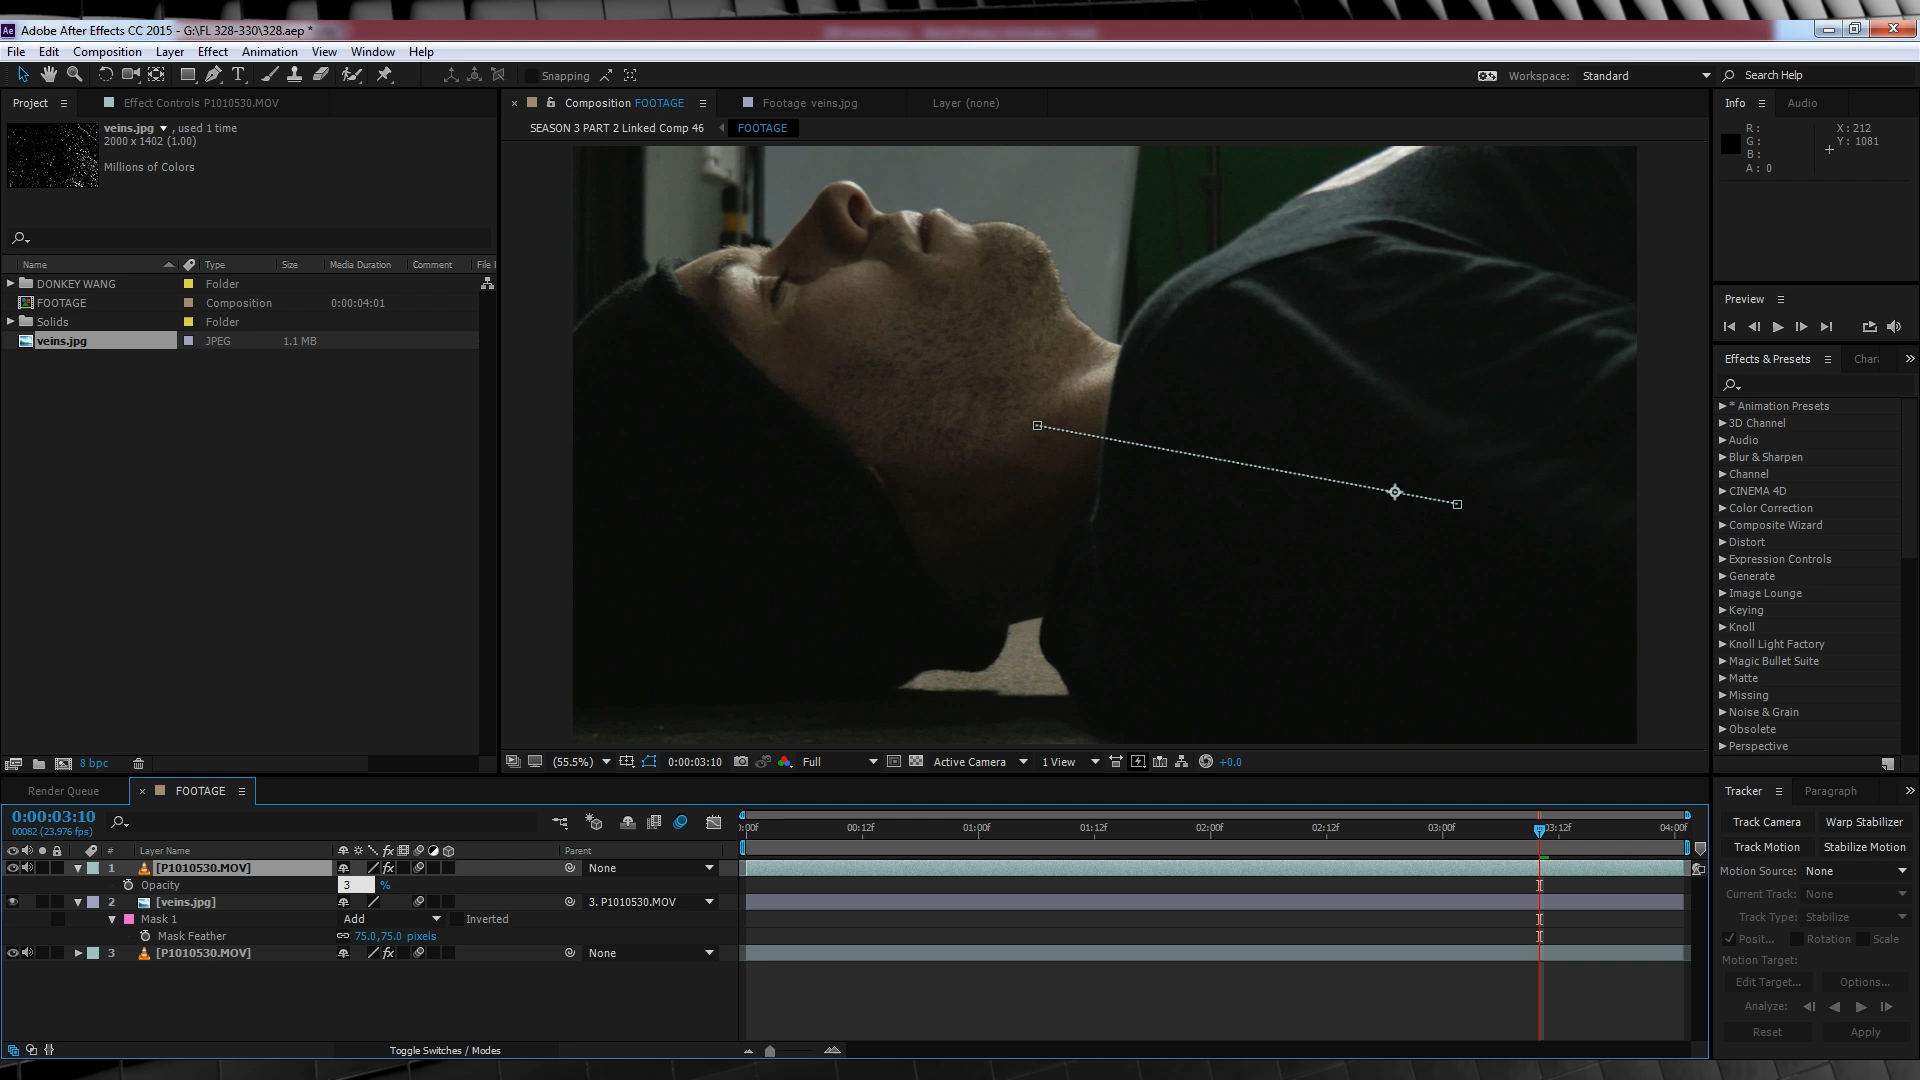 Adobe After Effects CC 2015 - G:\FL 328-330\328.aep *
File Edit Composition Layer Effect Animation View Window Help
Snapping
Workspace: Standard
Search Help
Project
Effect Controls P1010530.MOV
veins.jpg , used 1 time
2000 x 1402 (1.00)
Millions of Colors
Name Type Size Media Duration Comment File
DONKEY WANG Folder
FOOTAGE Composition 0:00:04:01
Solids Folder
veins.jpg JPEG 1.1 MB
8 bpc
Composition FOOTAGE
Footage veins.jpg
Layer (none)
SEASON 3 PART 2 Linked Comp 46
FOOTAGE
(55.5%) 0:00:03:10 Full Active Camera 1 View +0.0
Info Audio
R :
G :
B :
A : 0
X : 212
Y : 1081
Preview
Effects & Presets
* Animation Presets
3D Channel
Audio
Blur & Sharpen
Channel
CINEMA 4D
Color Correction
Composite Wizard
Distort
Expression Controls
Generate
Image Lounge
Keying
Knoll
Knoll Light Factory
Magic Bullet Suite
Matte
Missing
Noise & Grain
Obsolete
Perspective
Render Queue
FOOTAGE
0:00:03:10
00082 (23.976 fps)
00:12f 01:00f 01:12f 02:00f 02:12f 03:00f 03:12f 04:00f
# Layer Name Parent
1 [P1010530.MOV] None
Opacity 3 %
2 [veins.jpg] 3. P1010530.MOV
Mask 1 Add Inverted
Mask Feather 75.0,75.0 pixels
3 [P1010530.MOV] None
Toggle Switches / Modes
Tracker Paragraph
Track Camera Warp Stabilizer
Track Motion Stabilize Motion
Motion Source: None
Current Track: None
Track Type: Stabilize
Posit... Rotation Scale
Motion Target:
Edit Target... Options...
Analyze:
Reset Apply